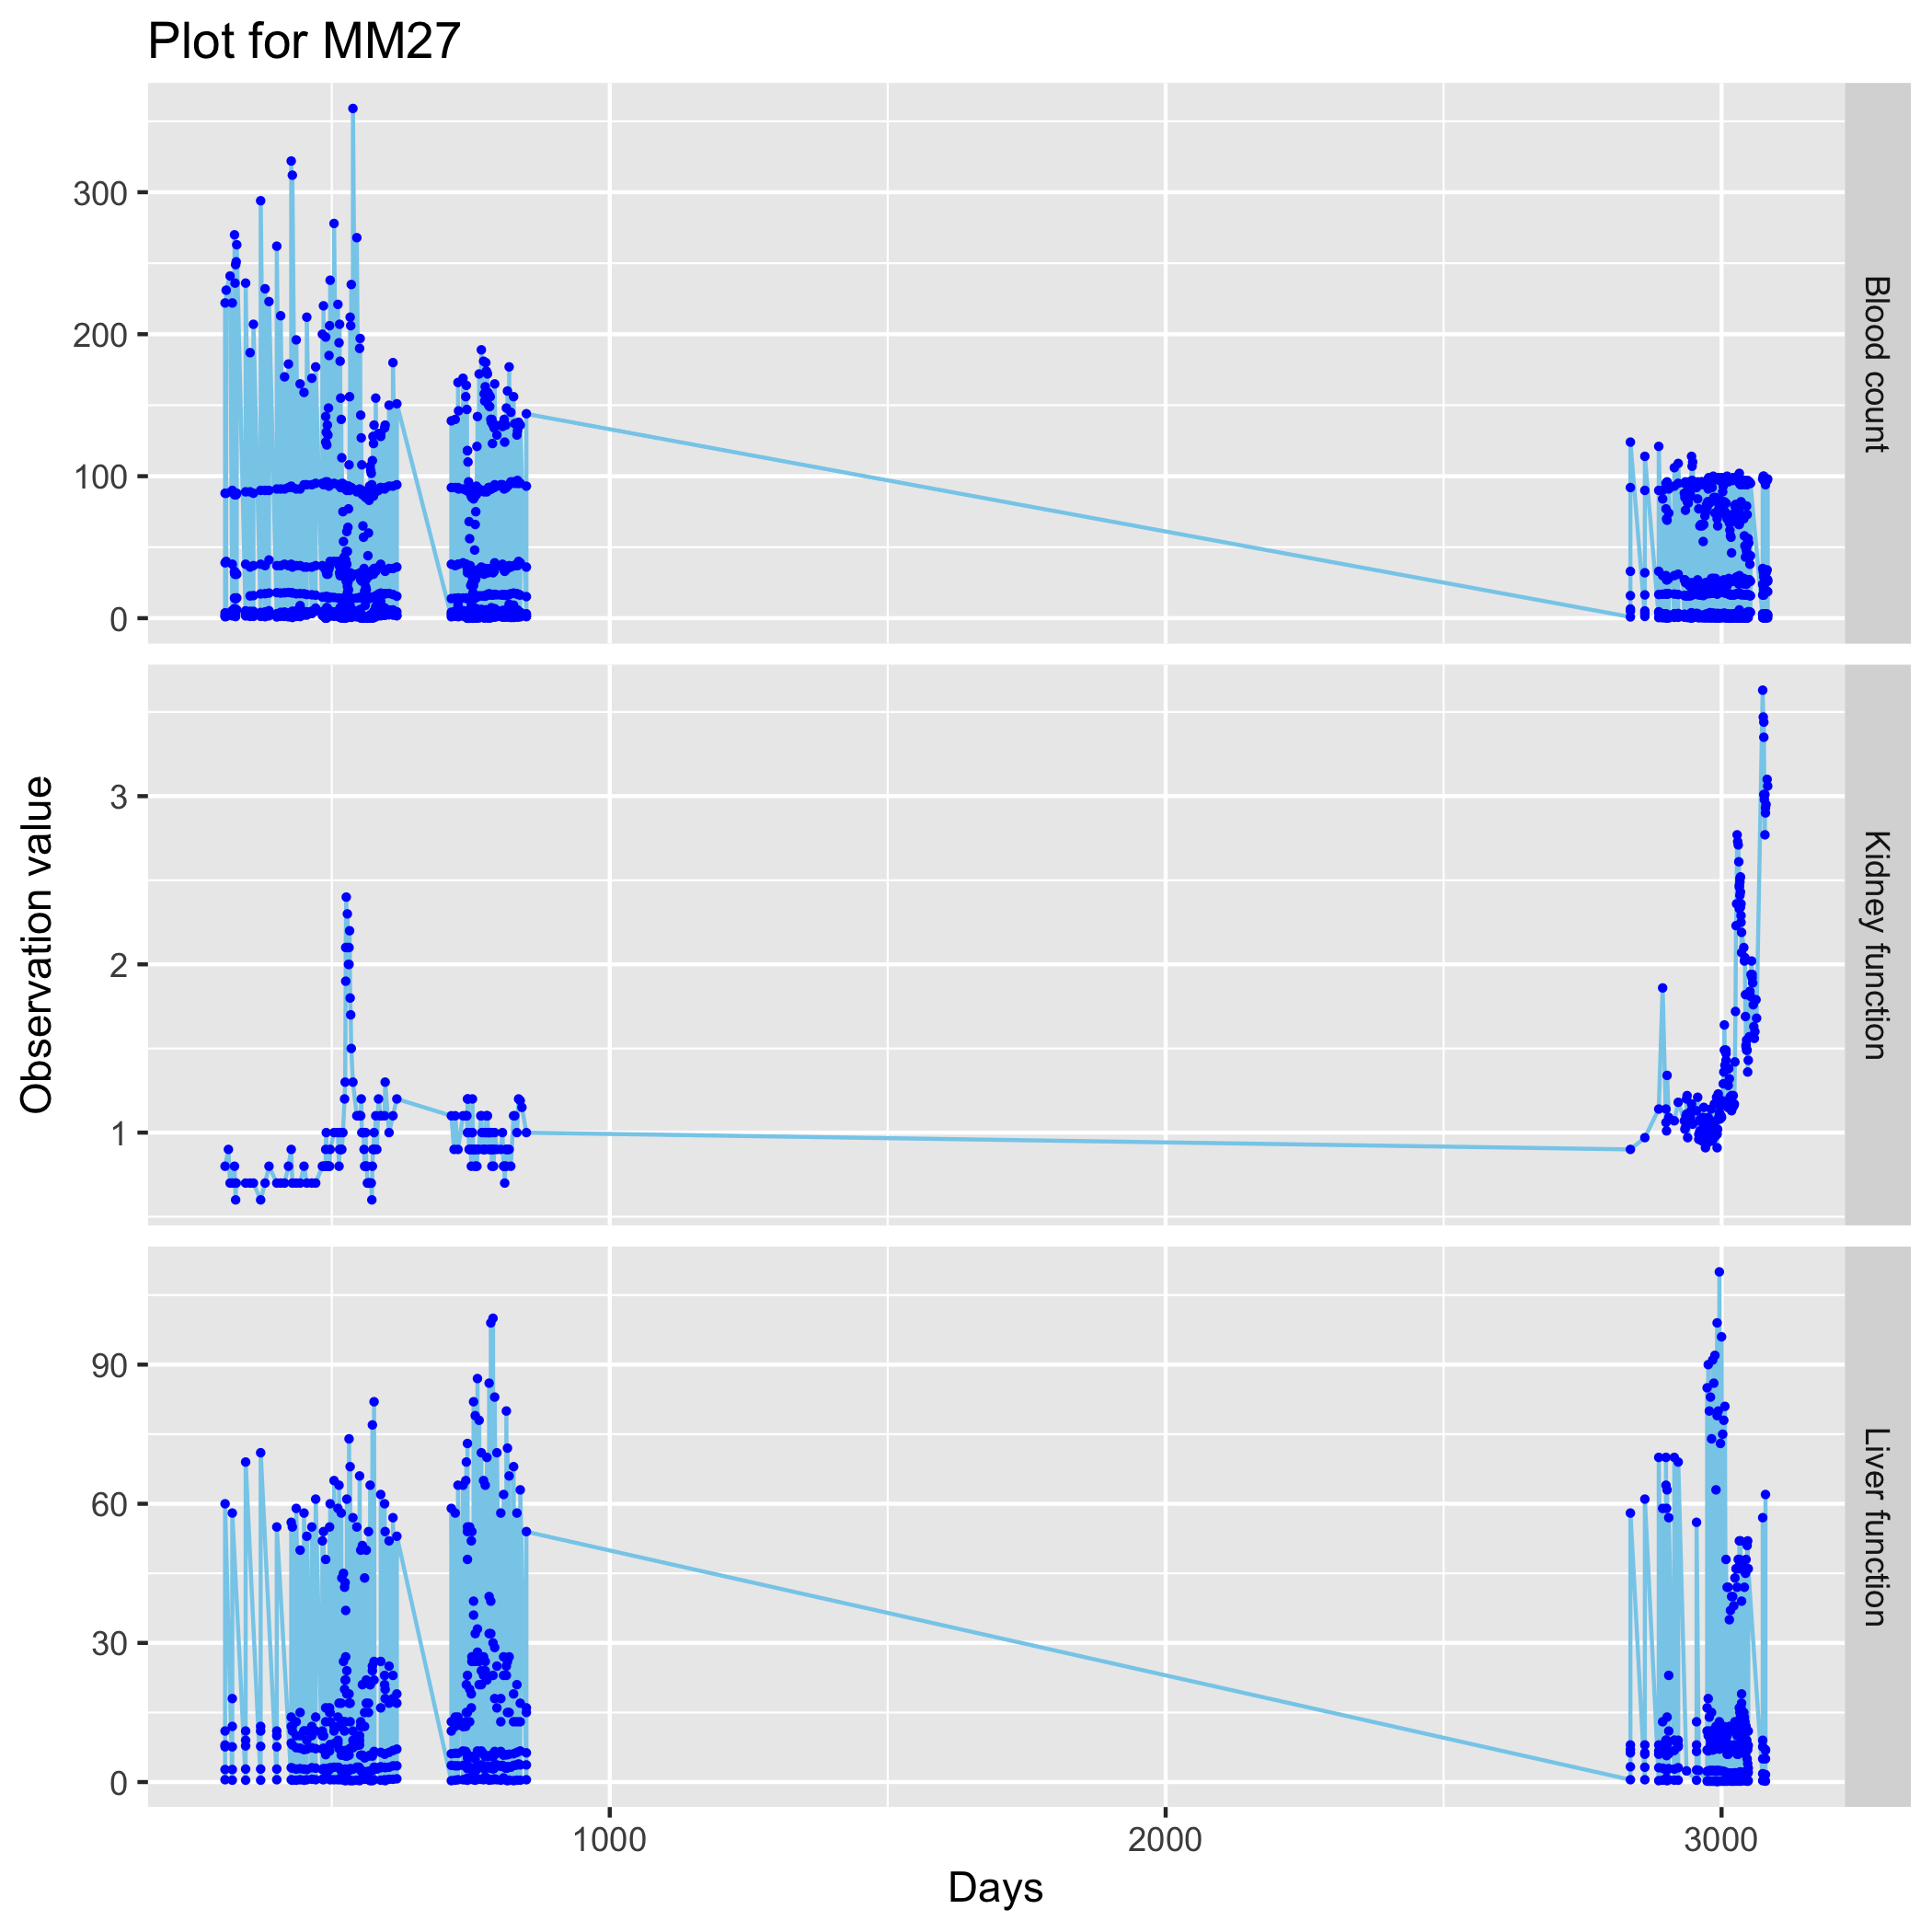 Plot for MM27
300
200
100
0
Blood count
3
2
1
Kidney function
90
60
30
0
Liver function
Observation value
1000
2000
3000
Days